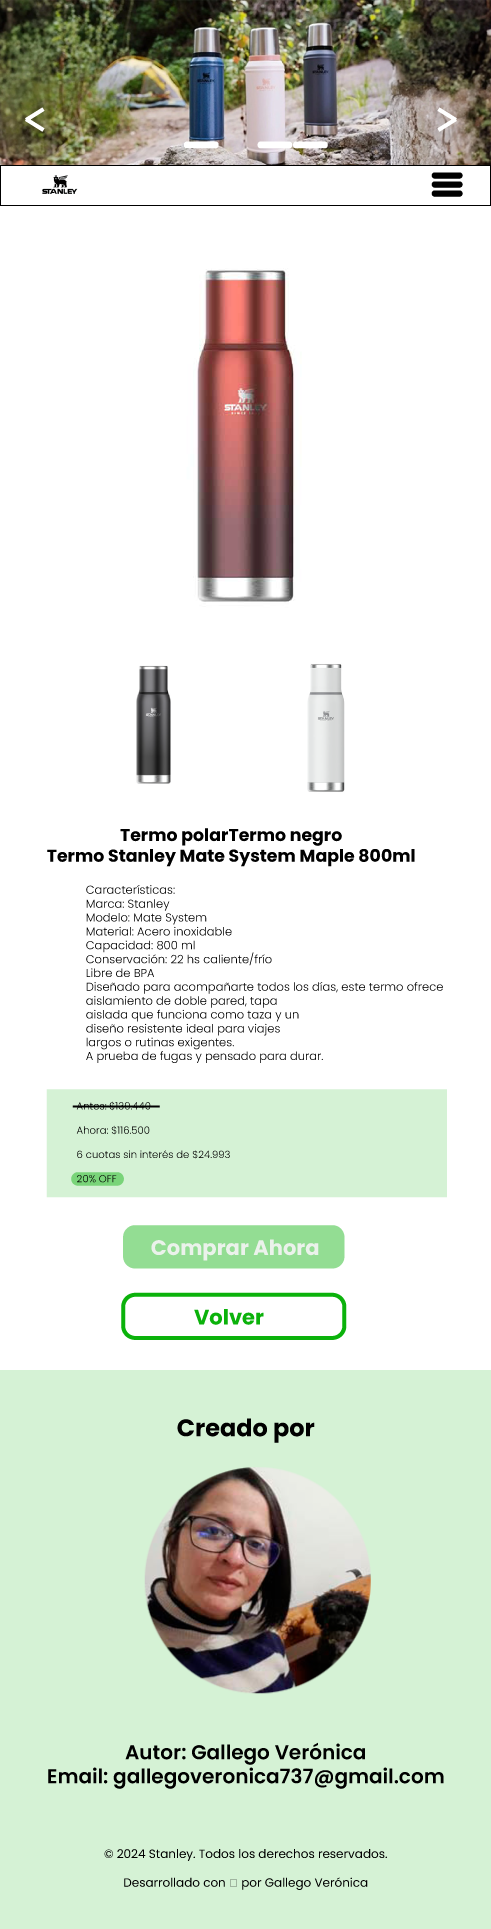 STANLEY
STANLEY
Termo polarTermo negro
Termo Stanley Mate System Maple 800ml
Características:
Marca: Stanley
Modelo: Mate System
Material: Acero inoxidable
Capacidad: 800 ml
Conservación: 22 hs caliente/frío
Libre de BPA
Diseñado para acompañarte todos los días, este termo ofrece
aislamiento de doble pared, tapa
aislada que funciona como taza y un
diseño resistente ideal para viajes
largos o rutinas exigentes.
A prueba de fugas y pensado para durar.
Antes: $139.440
Ahora: $116.500
6 cuotas sin interés de $24.993
20% OFF
Comprar Ahora
Volver
Creado por
Autor: Gallego Verónica
Email: gallegoveronica737@gmail.com
© 2024 Stanley. Todos los derechos reservados.
Desarrollado con □ por Gallego Verónica